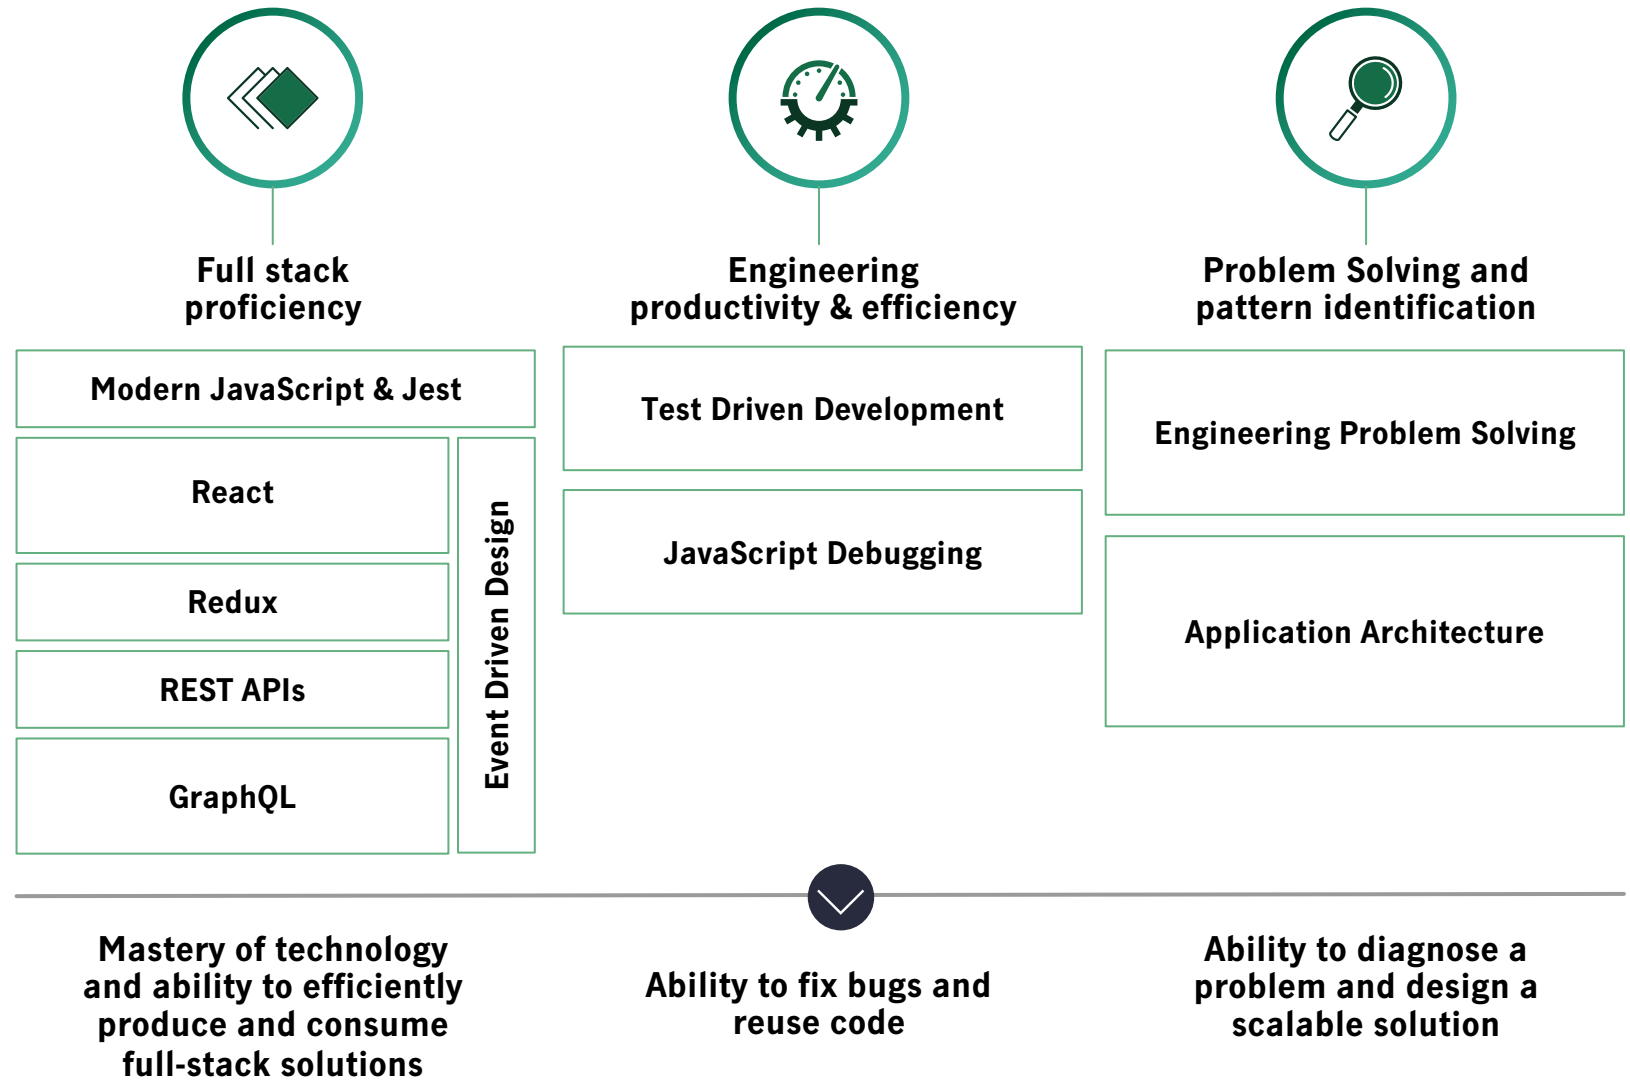 Full stack
proficiency
Modern JavaScript & Jest
React
Redux
REST APIs
GraphQL
Event Driven Design
Engineering
productivity & efficiency
Test Driven Development
JavaScript Debugging
Problem Solving and
pattern identification
Engineering Problem Solving
Application Architecture
Mastery of technology
and ability to efficiently
produce and consume
full-stack solutions
Ability to fix bugs and
reuse code
Ability to diagnose a
problem and design a
scalable solution